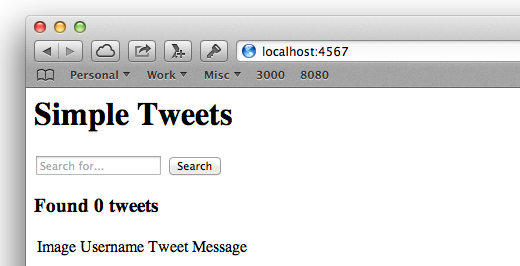 localhost:4567
Personal Work Misc 3000 8080
Simple Tweets
Search for... Search
Found 0 tweets
Image Username Tweet Message